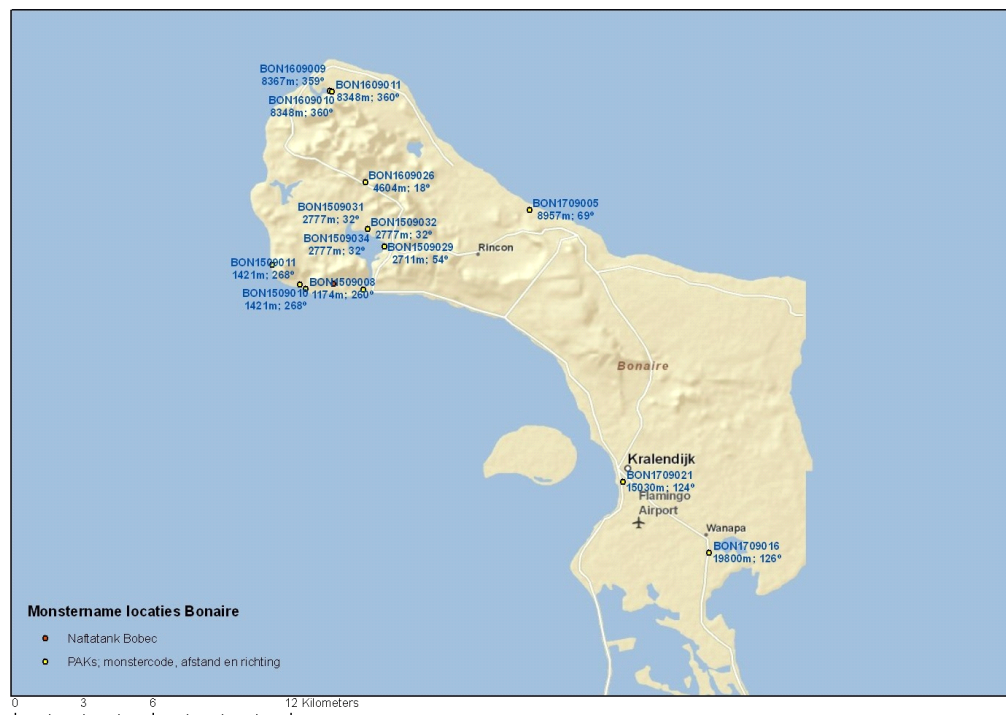 BON1609009
8367m; 359°
BON1609011
8348m; 360°
BON1609010
8348m; 360°
BON1609026
4604m; 18°
BON1709005
8957m; 69°
BON1509031
2777m; 32°
BON1509032
2777m; 32°
BON1509034
2777m; 32°
BON1509029
2711m; 54°
Rincon
BON1509011
1421m; 268°
BON1509008
1174m; 260°
BON1509010
1421m; 268°
Bonaire
Kralendijk
BON1709021
15030m; 124°
Flamingo
Airport
Wanapa
BON1709016
19800m; 126°
Monstername locaties Bonaire
Naftatank Bobec
PAKs; monstercode, afstand en richting
0 3 6 12 Kilometers